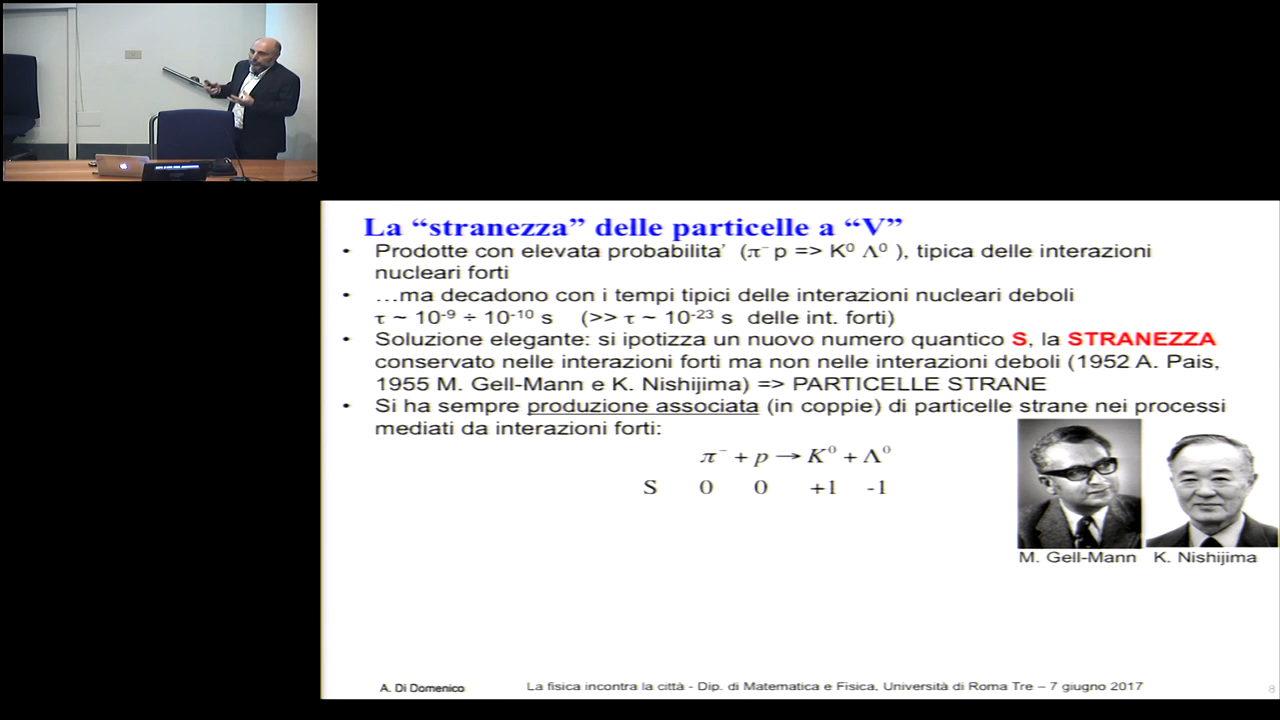 La “stranezza” delle particelle a “V”
• Prodotte con elevata probabilita’ (π⁻ p => K⁰ Λ⁰ ), tipica delle interazioni
nucleari forti
• …ma decadono con i tempi tipici delle interazioni nucleari deboli
τ ~ 10⁻⁹ ÷ 10⁻¹⁰ s (>> τ ~ 10⁻²³ s delle int. forti)
• Soluzione elegante: si ipotizza un nuovo numero quantico S, la STRANEZZA
conservato nelle interazioni forti ma non nelle interazioni deboli (1952 A. Pais,
1955 M. Gell-Mann e K. Nishijima) => PARTICELLE STRANE
• Si ha sempre produzione associata (in coppie) di particelle strane nei processi
mediati da interazioni forti:
π⁻ + p → K⁰ + Λ⁰
S 0 0 +1 -1
M. Gell-Mann K. Nishijima
A. Di Domenico La fisica incontra la città - Dip. di Matematica e Fisica, Università di Roma Tre – 7 giugno 2017 8